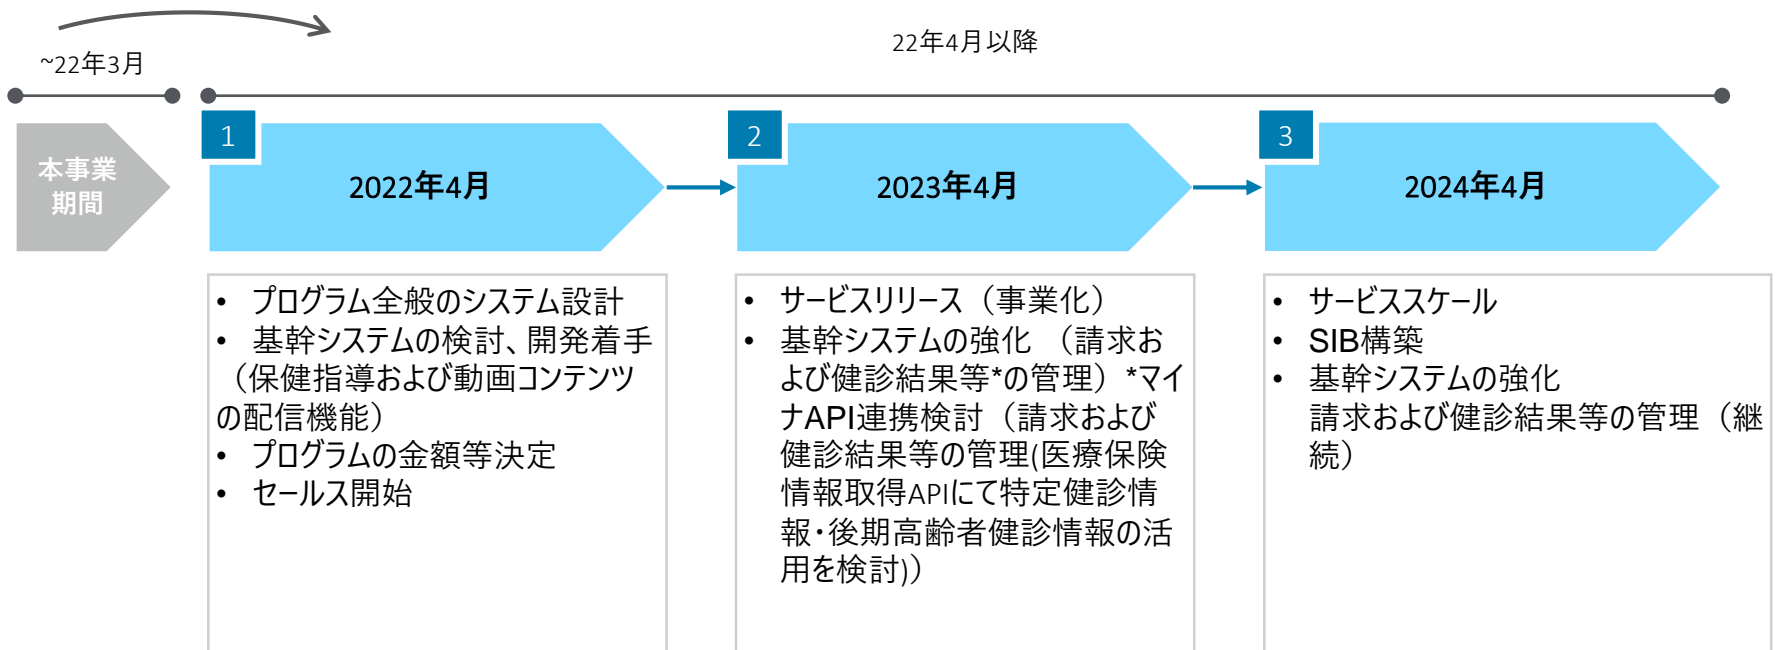 ~22年3月
22年4月以降
本事業
期間
1
2022年4月
2
2023年4月
3
2024年4月
• プログラム全般のシステム設計
• 基幹システムの検討、開発着手
（保健指導および動画コンテンツ
の配信機能）
• プログラムの金額等決定
• セールス開始
• サービスリリース（事業化）
• 基幹システムの強化 （請求お
よび健診結果等*の管理）*マイ
ナAPI連携検討（請求および
健診結果等の管理(医療保険
情報取得APIにて特定健診情
報・後期高齢者健診情報の活
用を検討)）
• サービススケール
• SIB構築
• 基幹システムの強化
請求および健診結果等の管理（継
続）